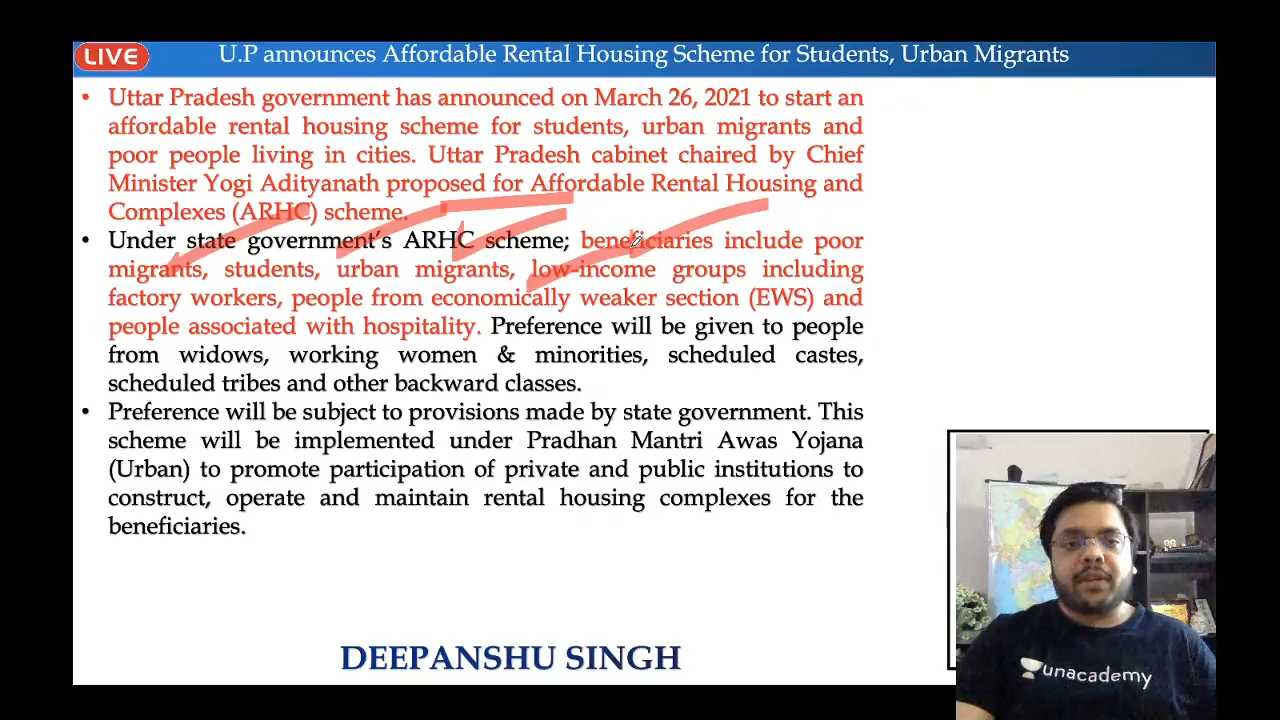 LIVE
U.P announces Affordable Rental Housing Scheme for Students, Urban Migrants
• Uttar Pradesh government has announced on March 26, 2021 to start an
affordable rental housing scheme for students, urban migrants and
poor people living in cities. Uttar Pradesh cabinet chaired by Chief
Minister Yogi Adityanath proposed for Affordable Rental Housing and
Complexes (ARHC) scheme.
• Under state government's ARHC scheme; beneficiaries include poor
migrants, students, urban migrants, low-income groups including
factory workers, people from economically weaker section (EWS) and
people associated with hospitality. Preference will be given to people
from widows, working women & minorities, scheduled castes,
scheduled tribes and other backward classes.
• Preference will be subject to provisions made by state government. This
scheme will be implemented under Pradhan Mantri Awas Yojana
(Urban) to promote participation of private and public institutions to
construct, operate and maintain rental housing complexes for the
beneficiaries.
DEEPANSHU SINGH
unacademy